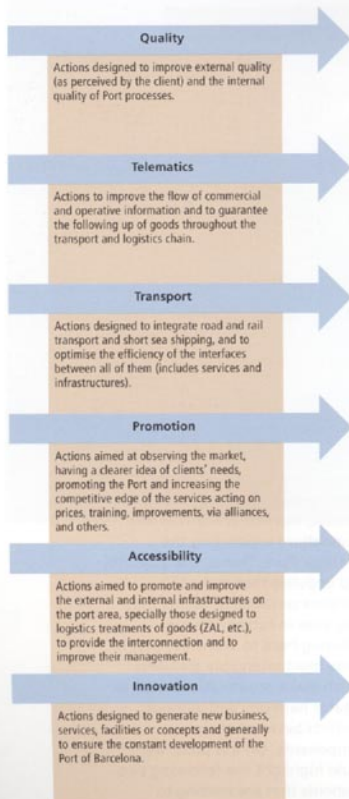 Quality
Actions designed to improve external quality
(as perceived by the client) and the internal
quality of Port processes.
Telematics
Actions to improve the flow of commercial
and operative information and to guarantee
the following up of goods throughout the
transport and logistics chain.
Transport
Actions designed to integrate road and rail
transport and short sea shipping, and to
optimise the efficiency of the interfaces
between all of them (includes services and
infrastructures).
Promotion
Actions aimed at observing the market,
having a clearer idea of clients' needs,
promoting the Port and increasing the
competitive edge of the services acting on
prices, training, improvements, via alliances,
and others.
Accessibility
Actions aimed to promote and improve
the external and internal infrastructures on
the port area, specially those designed to
logistics treatments of goods (ZAL, etc.),
to provide the interconnection and to
improve their management.
Innovation
Actions designed to generate new business,
services, facilities or concepts and generally
to ensure the constant development of the
Port of Barcelona.